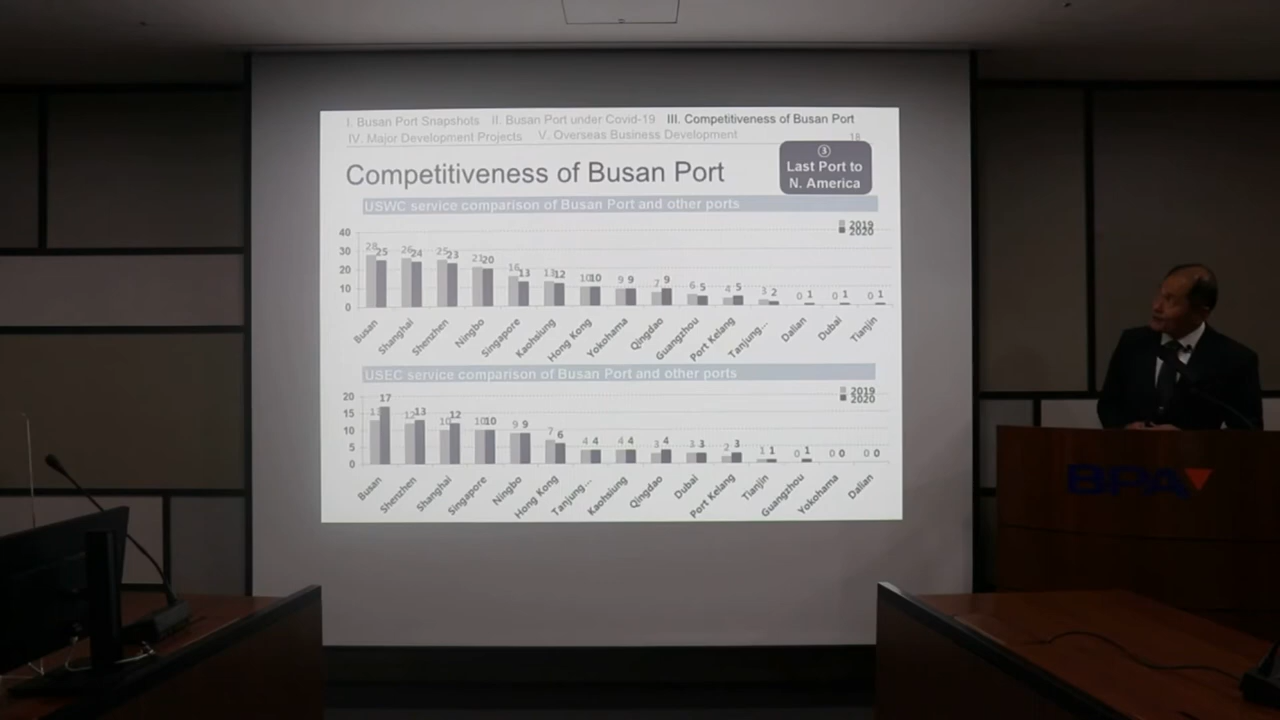 I. Busan Port Snapshots II. Busan Port under Covid-19 III. Competitiveness of Busan Port
IV. Major Development Projects V. Overseas Business Development
18
Competitiveness of Busan Port
③
Last Port to
N. America
USWC service comparison of Busan Port and other ports
2019
2020
40
30
20
10
0
28 25 26 24 25 23 21 20 16 13 13 12 10 10 9 9 7 9 6 5 4 5 3 2 0 1 0 1 0 1
Busan Shanghai Shenzhen Ningbo Singapore Kaohsiung Hong Kong Yokohama Qingdao Guangzhou Port Kelang Tanjung... Dalian Dubai Tianjin
USEC service comparison of Busan Port and other ports
2019
2020
20
15
10
5
0
17 12 13 10 12 10 10 9 9 7 6 4 4 4 4 3 4 3 3 2 3 1 1 0 1 0 0 0 0
Busan Shenzhen Shanghai Singapore Ningbo Hong Kong Tanjung... Kaohsiung Qingdao Dubai Port Kelang Tianjin Guangzhou Yokohama Dalian
BPA